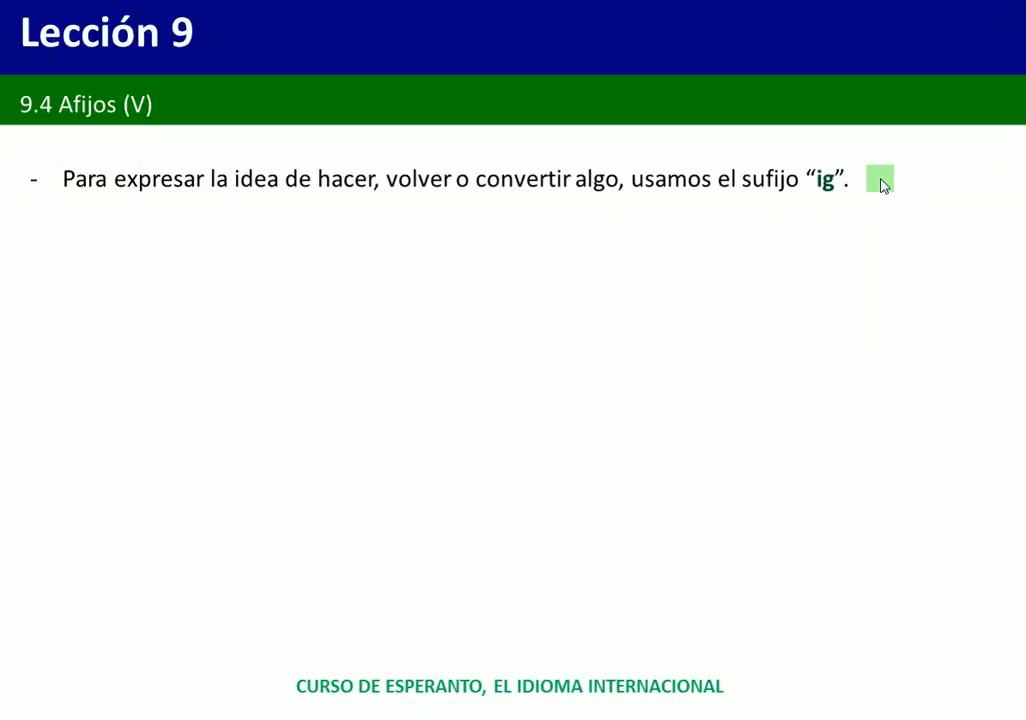 Lección 9
9.4 Afijos (V)
- Para expresar la idea de hacer, volver o convertir algo, usamos el sufijo “ig”.
CURSO DE ESPERANTO, EL IDIOMA INTERNACIONAL